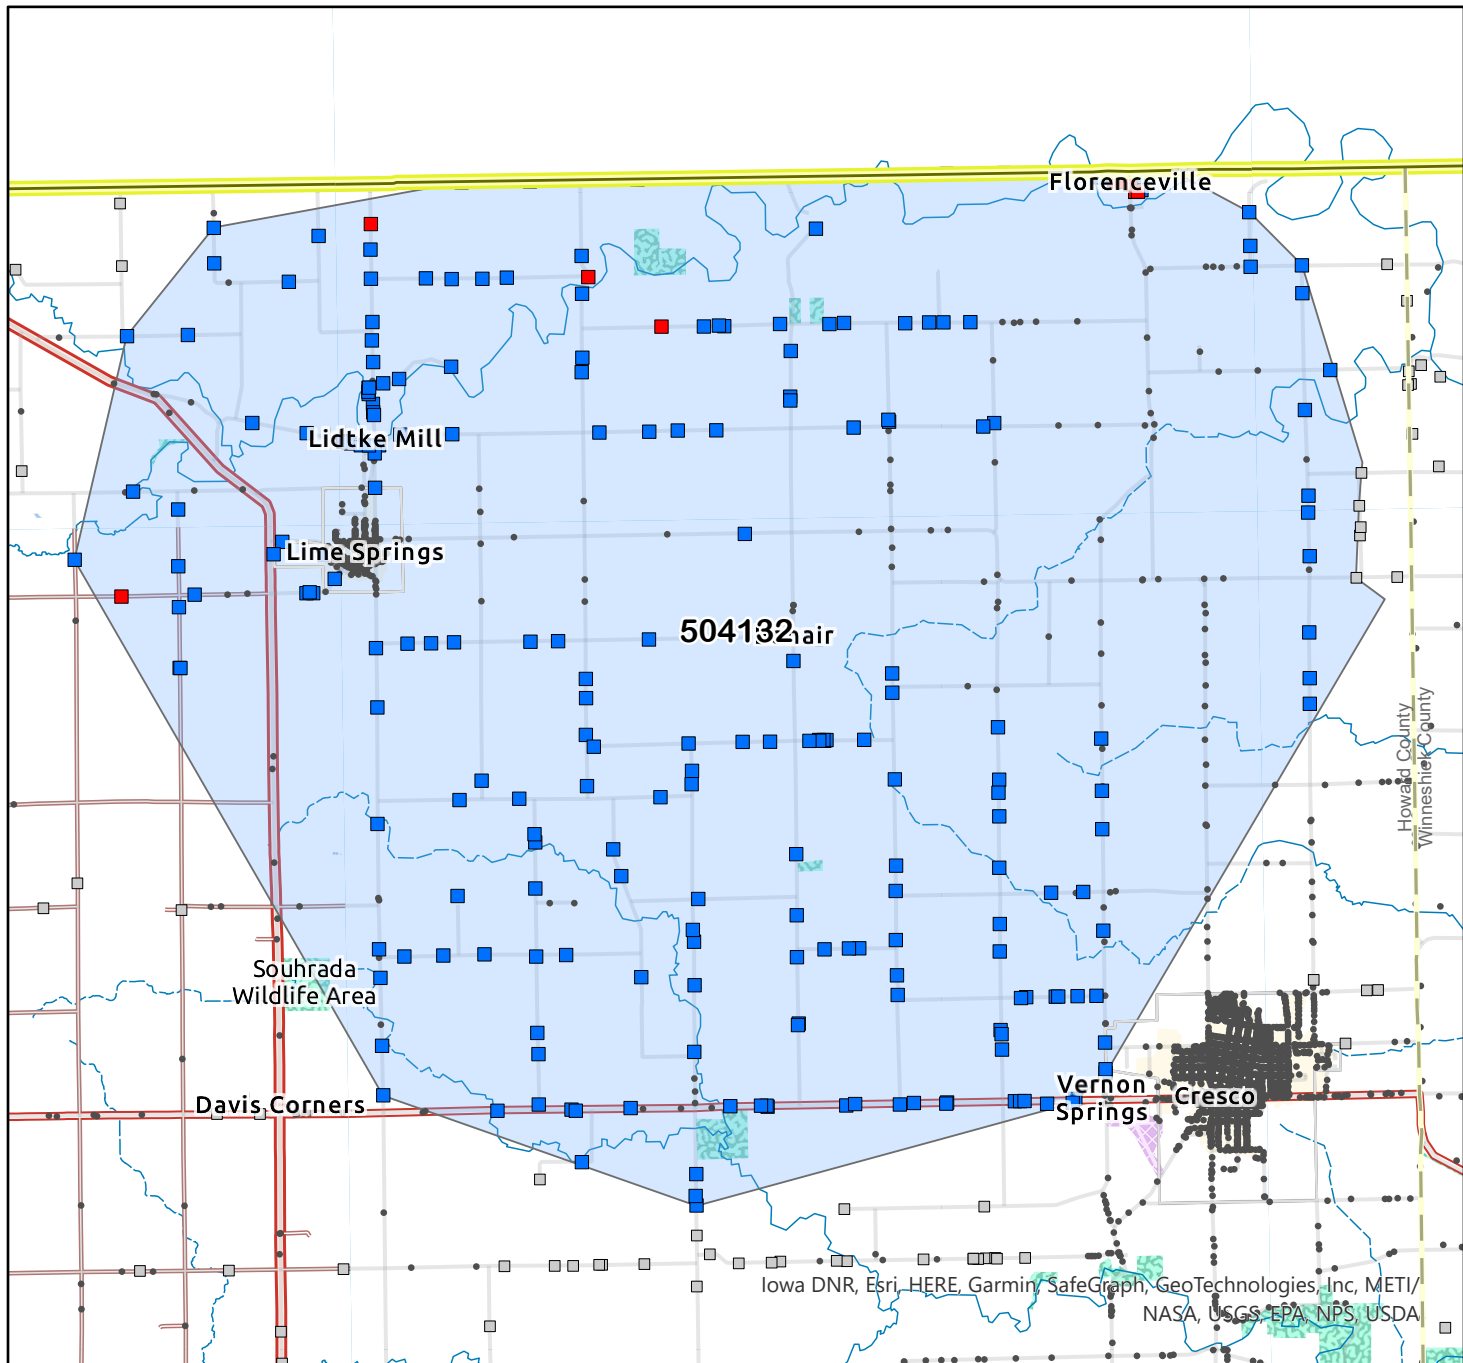 Florenceville
Lidtke Mill
Lime Springs
504132
Howard County
Winneshiek County
Souhrada
Wildlife Area
Davis Corners
Vernon
Springs
Cresco
Iowa DNR, Esri, HERE, Garmin, SafeGraph, GeoTechnologies, Inc, METI/
NASA, USGS, EPA, NPS, USDA